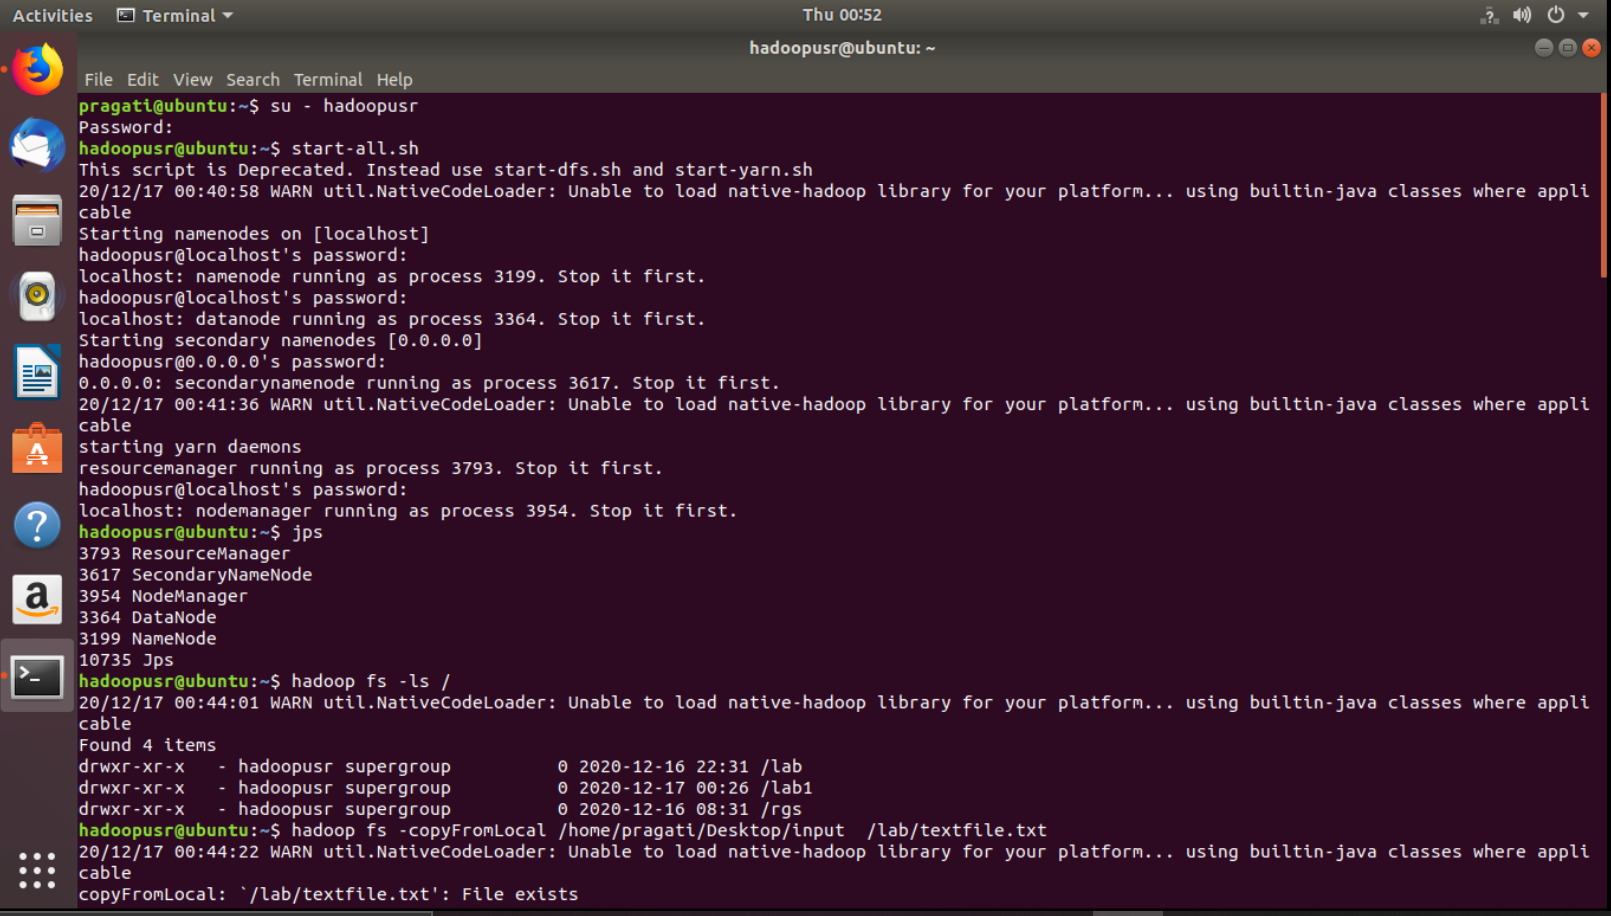 Activities Terminal Thu 00:52
hadoopusr@ubuntu: ~
File Edit View Search Terminal Help
pragati@ubuntu:~$ su - hadoopusr
Password:
hadoopusr@ubuntu:~$ start-all.sh
This script is Deprecated. Instead use start-dfs.sh and start-yarn.sh
20/12/17 00:40:58 WARN util.NativeCodeLoader: Unable to load native-hadoop library for your platform... using builtin-java classes where appli
cable
Starting namenodes on [localhost]
hadoopusr@localhost's password:
localhost: namenode running as process 3199. Stop it first.
hadoopusr@localhost's password:
localhost: datanode running as process 3364. Stop it first.
Starting secondary namenodes [0.0.0.0]
hadoopusr@0.0.0.0's password:
0.0.0.0: secondarynamenode running as process 3617. Stop it first.
20/12/17 00:41:36 WARN util.NativeCodeLoader: Unable to load native-hadoop library for your platform... using builtin-java classes where appli
cable
starting yarn daemons
resourcemanager running as process 3793. Stop it first.
hadoopusr@localhost's password:
localhost: nodemanager running as process 3954. Stop it first.
hadoopusr@ubuntu:~$ jps
3793 ResourceManager
3617 SecondaryNameNode
3954 NodeManager
3364 DataNode
3199 NameNode
10735 Jps
hadoopusr@ubuntu:~$ hadoop fs -ls /
20/12/17 00:44:01 WARN util.NativeCodeLoader: Unable to load native-hadoop library for your platform... using builtin-java classes where appli
cable
Found 4 items
drwxr-xr-x   - hadoopusr supergroup          0 2020-12-16 22:31 /lab
drwxr-xr-x   - hadoopusr supergroup          0 2020-12-17 00:26 /lab1
drwxr-xr-x   - hadoopusr supergroup          0 2020-12-16 08:31 /rgs
hadoopusr@ubuntu:~$ hadoop fs -copyFromLocal /home/pragati/Desktop/input  /lab/textfile.txt
20/12/17 00:44:22 WARN util.NativeCodeLoader: Unable to load native-hadoop library for your platform... using builtin-java classes where appli
cable
copyFromLocal: `/lab/textfile.txt': File exists